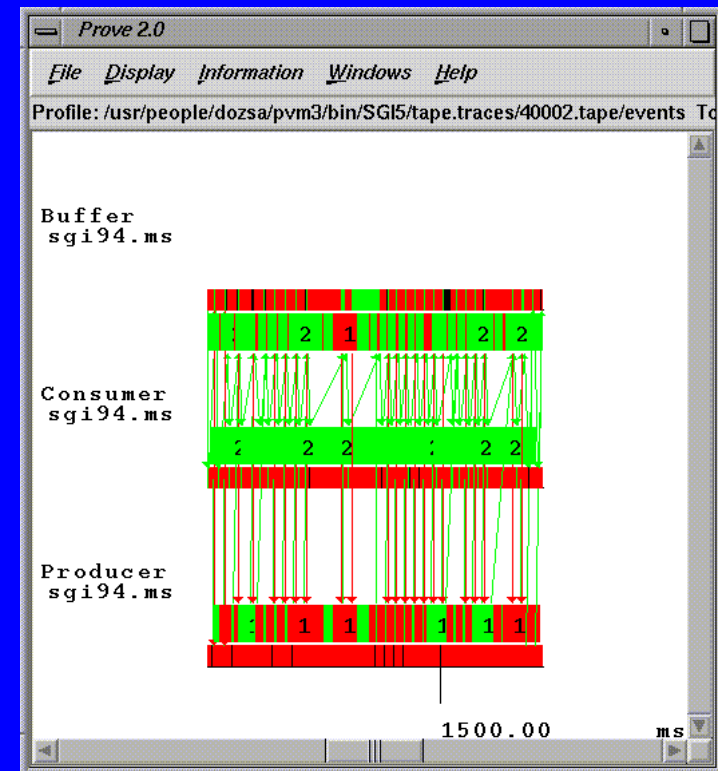 Prove 2.0
File Display Information Windows Help
Profile: /usr/people/dozsa/pvm3/bin/SGI5/tape.traces/40002.tape/events
Buffer
sgi94.ms
2 1 2 2
Consumer
sgi94.ms
2 2 2 2 2
Producer
sgi94.ms
1 1 1 1 1
1500.00 ms